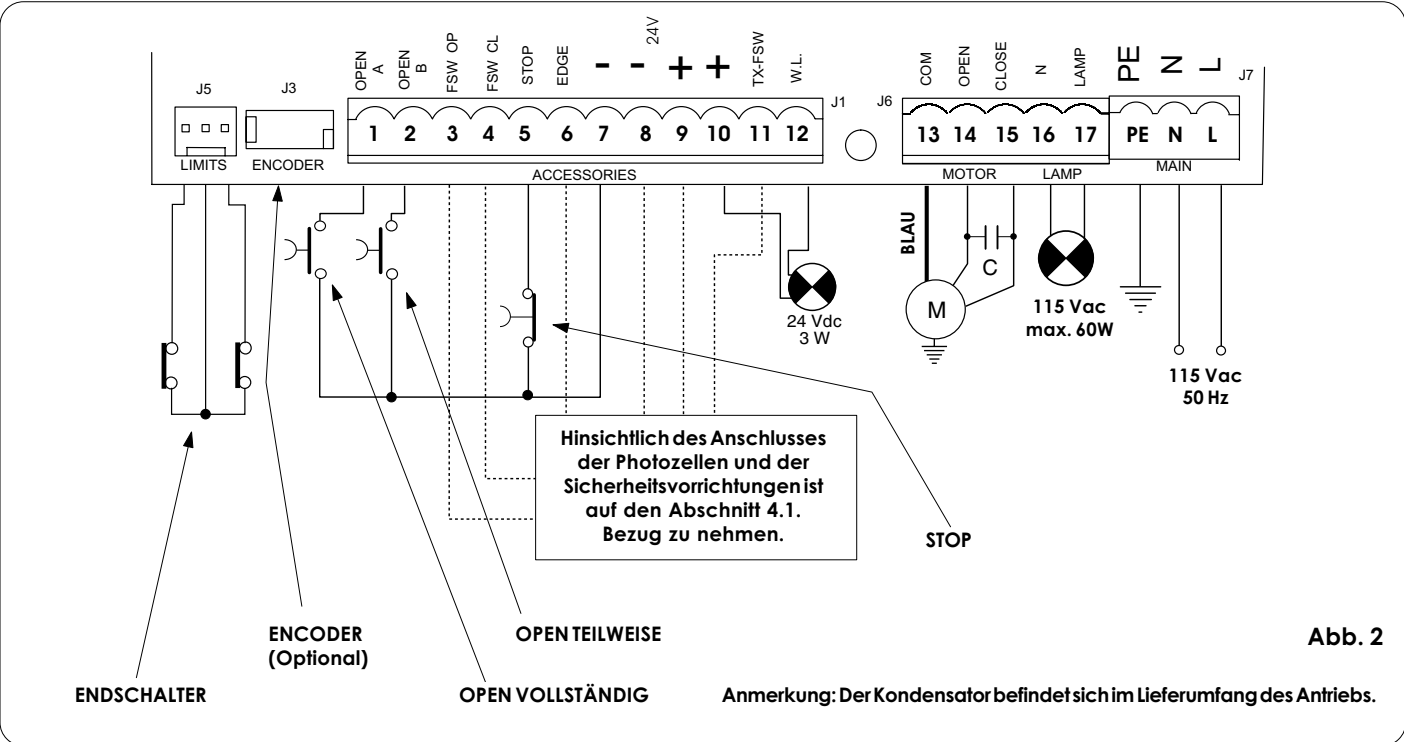 J5
J3
OPEN A
OPEN B
FSW OP
FSW CL
STOP
EDGE
-
-
24V
+
+
TX-FSW
W.L.
J1
J6
COM
OPEN
CLOSE
N
LAMP
PE
N
L
J7
1 2 3 4 5 6 7 8 9 10 11 12
13 14 15 16 17
PE N L
LIMITS
ENCODER
ACCESSORIES
MOTOR
LAMP
MAIN
BLAU
C
M
24 Vdc
3 W
115 Vac
max. 60W
115 Vac
50 Hz
Hinsichtlich des Anschlusses
der Photozellen und der
Sicherheitsvorrichtungen ist
auf den Abschnitt 4.1.
Bezug zu nehmen.
STOP
ENCODER
(Optional)
OPEN TEILWEISE
Abb. 2
ENDSCHALTER
OPEN VOLLSTÄNDIG
Anmerkung: Der Kondensator befindet sich im Lieferumfang des Antriebs.